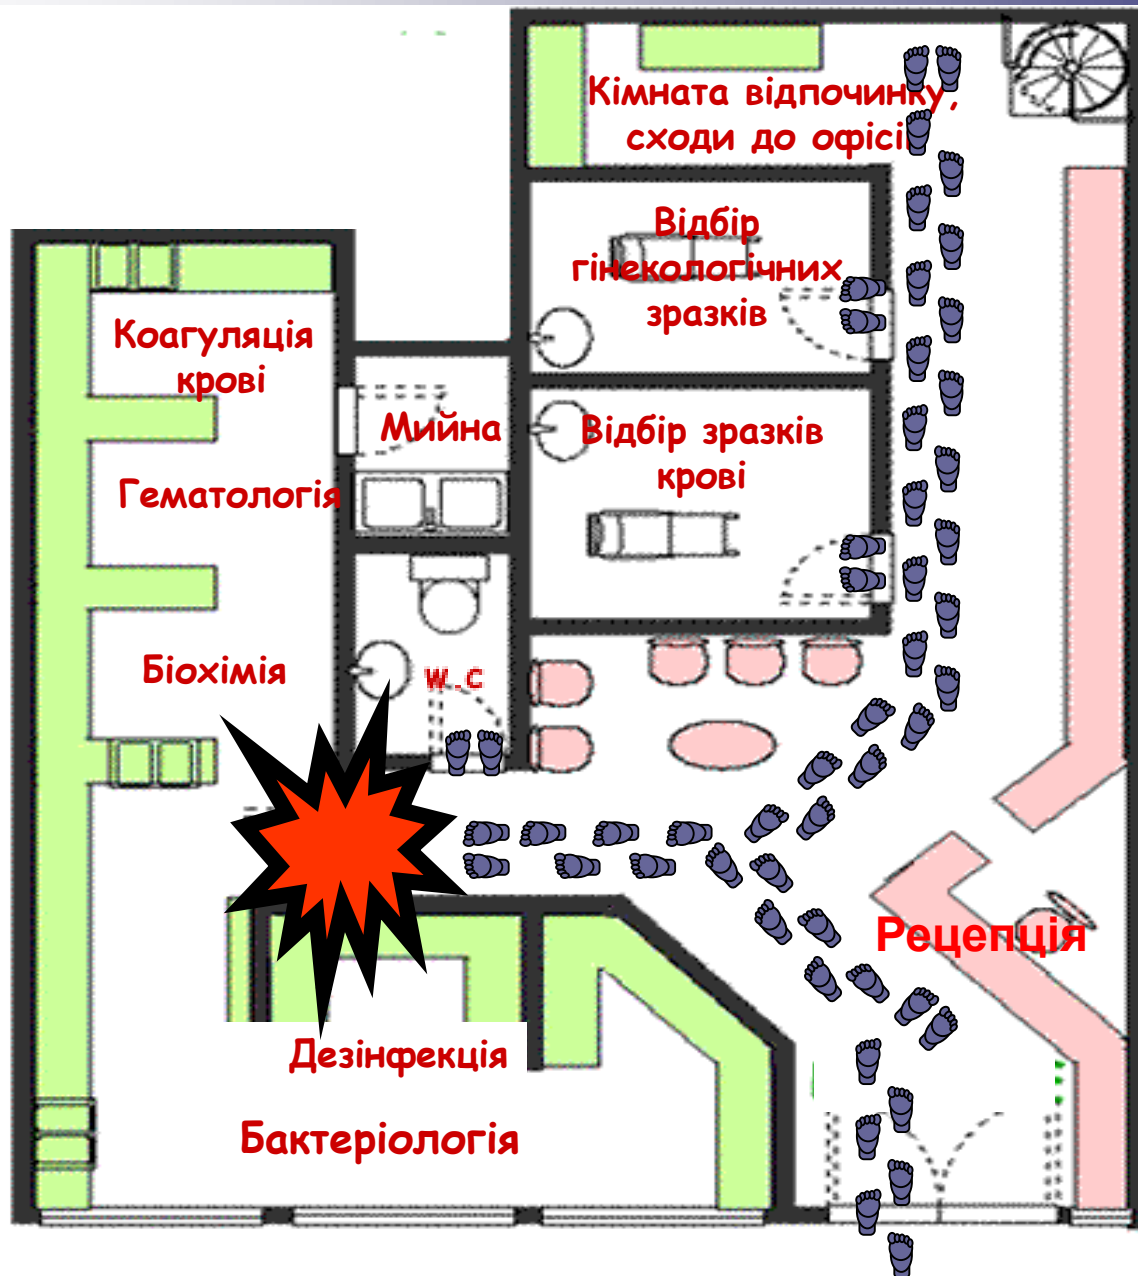 Кімната відпочинку,
сходи до офісі
Відбір
гінекологічних
зразків
Коагуляція
крові
Мийна
Відбір зразків
крові
Гематологія
Біохімія
w.c
Рецепція
Дезінфекція
Бактеріологія